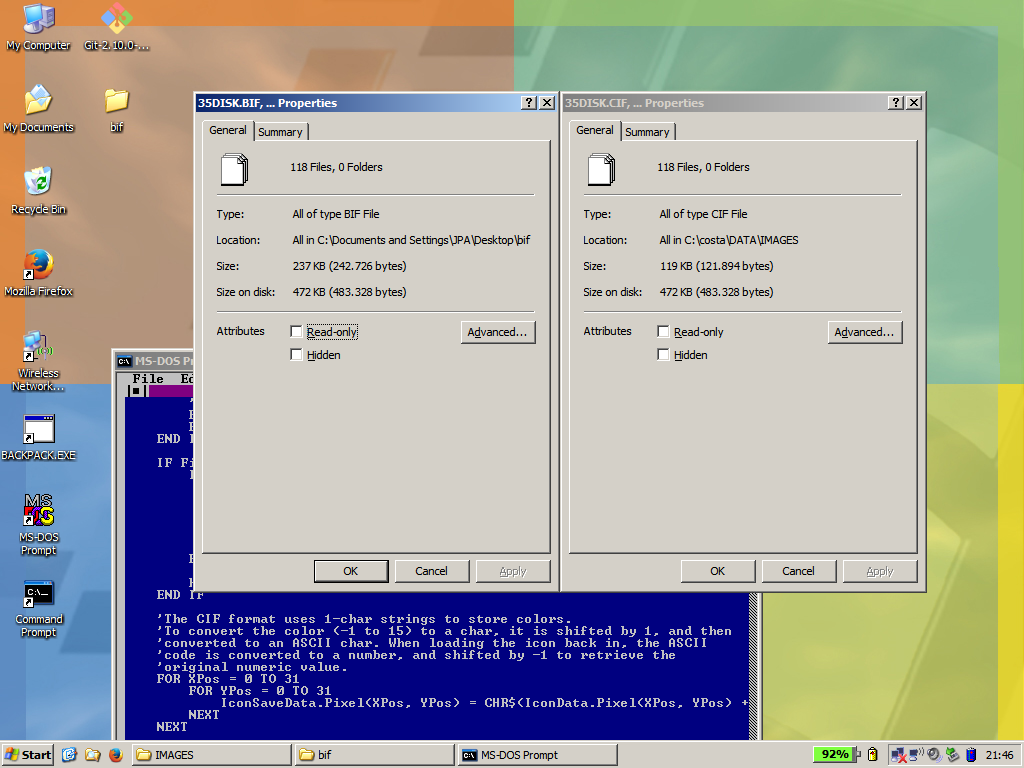 My Computer
Git-2.10.0-...
My Documents
bif
Recycle Bin
Mozilla Firefox
Wireless
Network...
BACKPACK.EXE
MS-DOS
Prompt
Command
Prompt
35DISK.BIF, ... Properties
General
Summary
118 Files, 0 Folders
Type:
All of type BIF File
Location:
All in C:\Documents and Settings\JPA\Desktop\bif
Size:
237 KB (242.726 bytes)
Size on disk:
472 KB (483.328 bytes)
Attributes
Read-only
Advanced...
Hidden
OK
Cancel
Apply
35DISK.CIF, ... Properties
General
Summary
118 Files, 0 Folders
Type:
All of type CIF File
Location:
All in C:\costa\DATA\IMAGES
Size:
119 KB (121.894 bytes)
Size on disk:
472 KB (483.328 bytes)
Attributes
Read-only
Advanced...
Hidden
OK
Cancel
Apply
MS-DOS Pr
File Ed
END I
IF Fi
END IF
'The CIF format uses 1-char strings to store colors.
'To convert the color (-1 to 15) to a char, it is shifted by 1, and then
'converted to an ASCII char. When loading the icon back in, the ASCII
'code is converted to a number, and shifted by -1 to retrieve the
'original numeric value.
FOR XPos = 0 TO 31
FOR YPos = 0 TO 31
IconSaveData.Pixel(XPos, YPos) = CHR$(IconData.Pixel(XPos, YPos) +
NEXT
NEXT
Start
IMAGES
bif
MS-DOS Prompt
92%
21:46